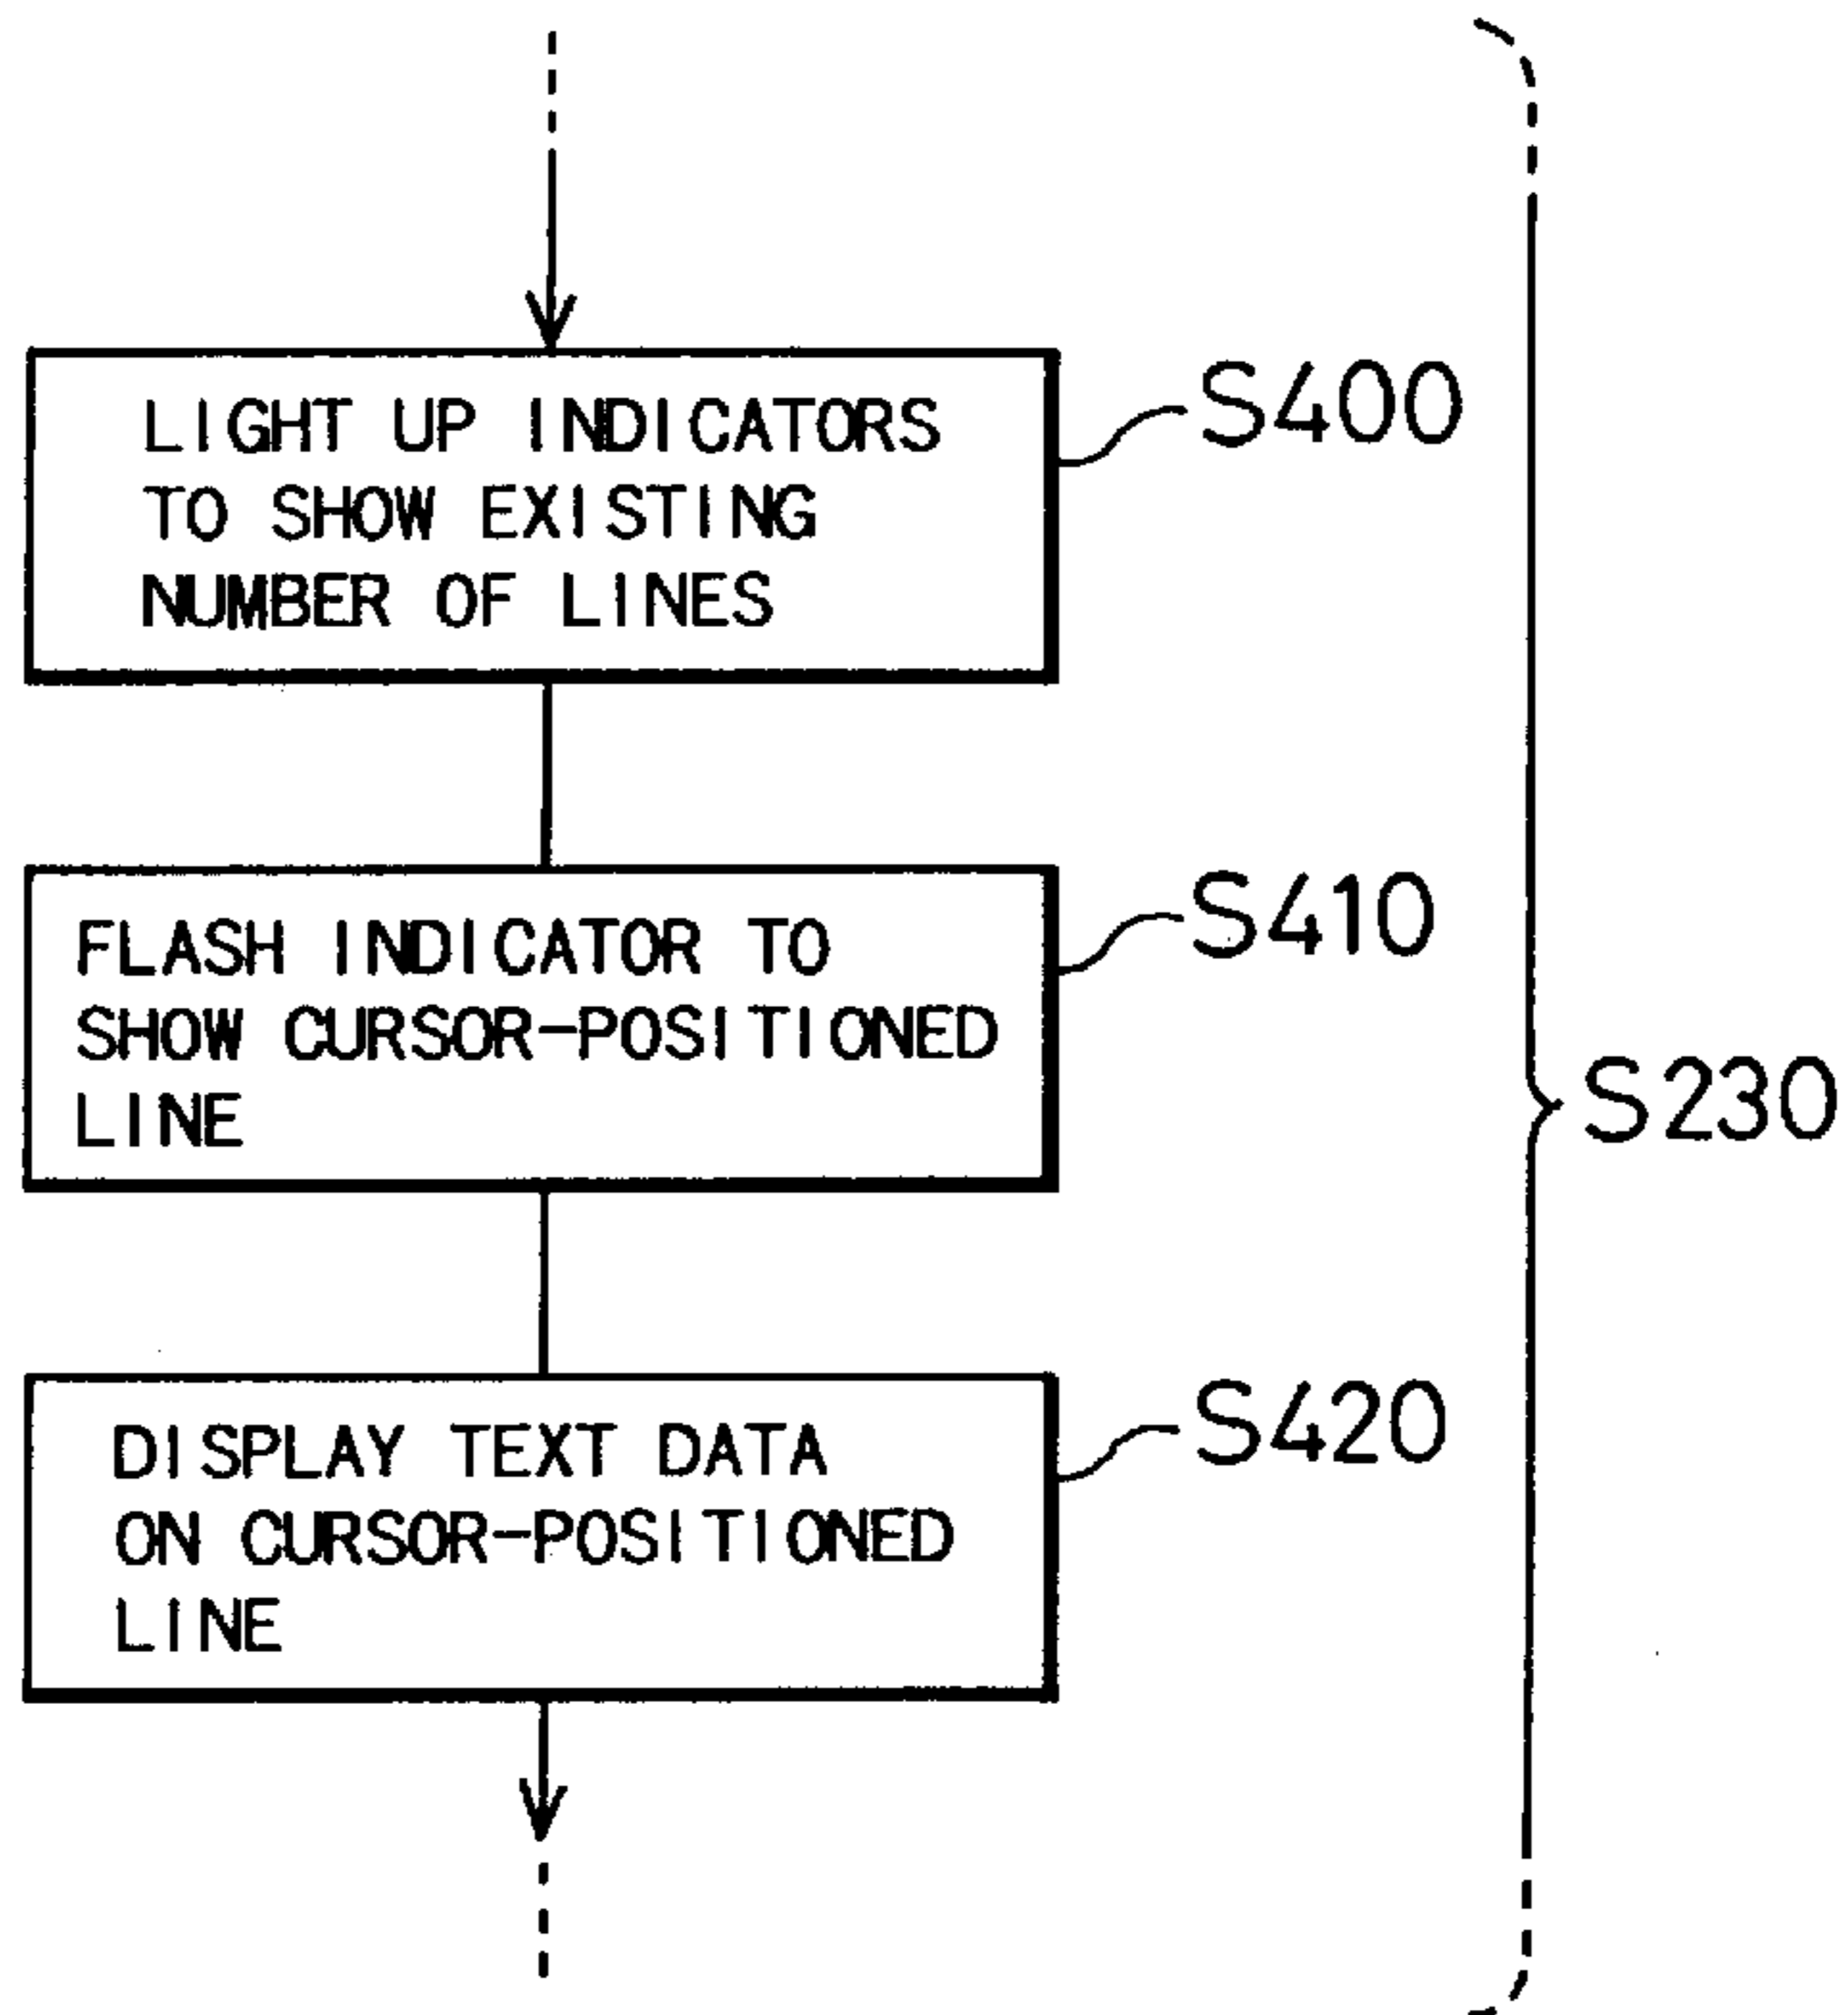 LIGHT UP INDICATORS
TO SHOW EXISTING
NUMBER OF LINES
S400
FLASH INDICATOR TO
SHOW CURSOR-POSITIONED
LINE
S410
S230
DISPLAY TEXT DATA
ON CURSOR-POSITIONED
LINE
S420